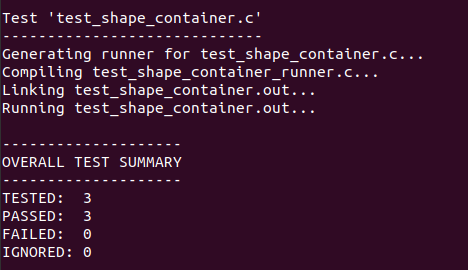 Test 'test_shape_container.c'
-----------------------------
Generating runner for test_shape_container.c...
Compiling test_shape_container_runner.c...
Linking test_shape_container.out...
Running test_shape_container.out...
--------------------
OVERALL TEST SUMMARY
--------------------
TESTED:  3
PASSED:  3
FAILED:  0
IGNORED: 0